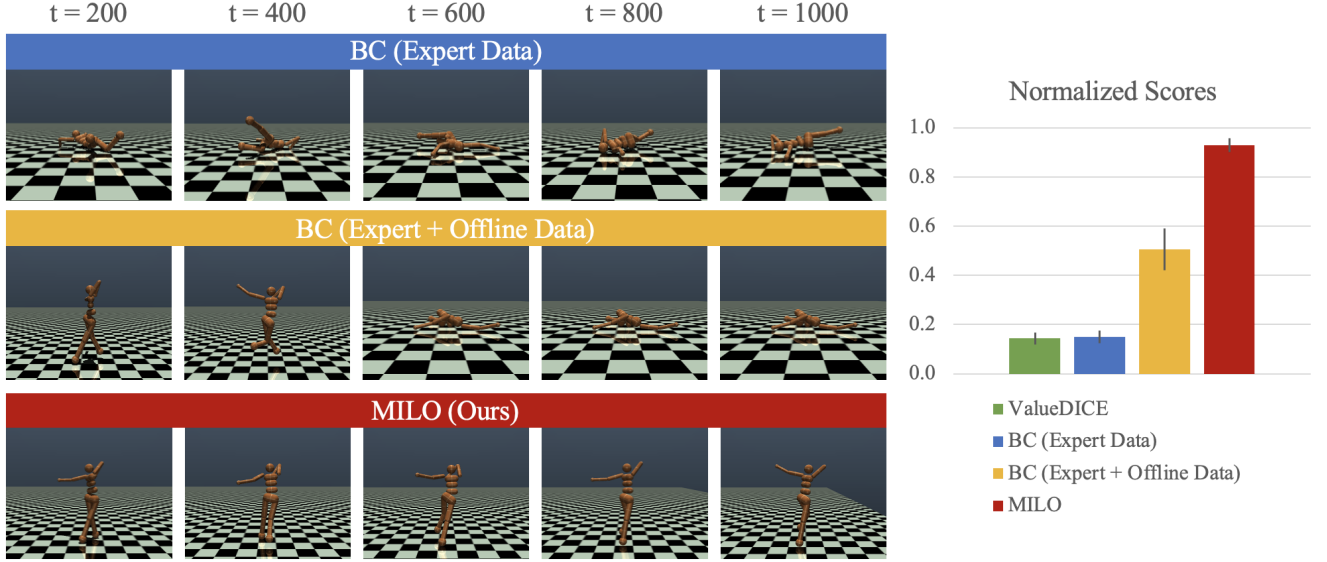 t = 200 t = 400 t = 600 t = 800 t = 1000
BC (Expert Data)
BC (Expert + Offline Data)
MILO (Ours)
Normalized Scores
1.0
0.8
0.6
0.4
0.2
0.0
ValueDICE
BC (Expert Data)
BC (Expert + Offline Data)
MILO